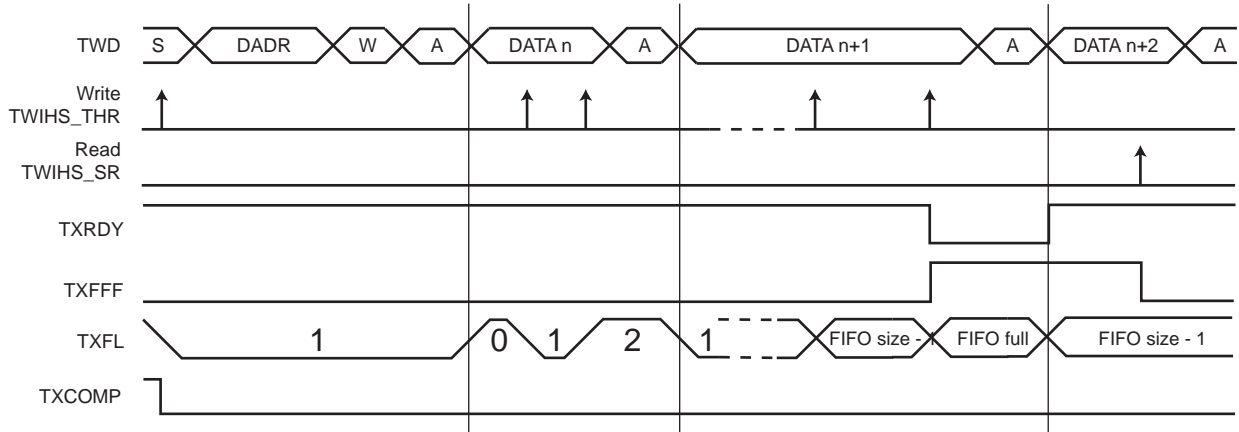 TWD S DADR W A DATA n A DATA n+1 A DATA n+2 A
Write
TWIHS_THR
Read
TWIHS_SR
TXRDY
TXFFF
TXFL 1 0 1 2 1 FIFO size - 1 FIFO full FIFO size - 1
TXCOMP